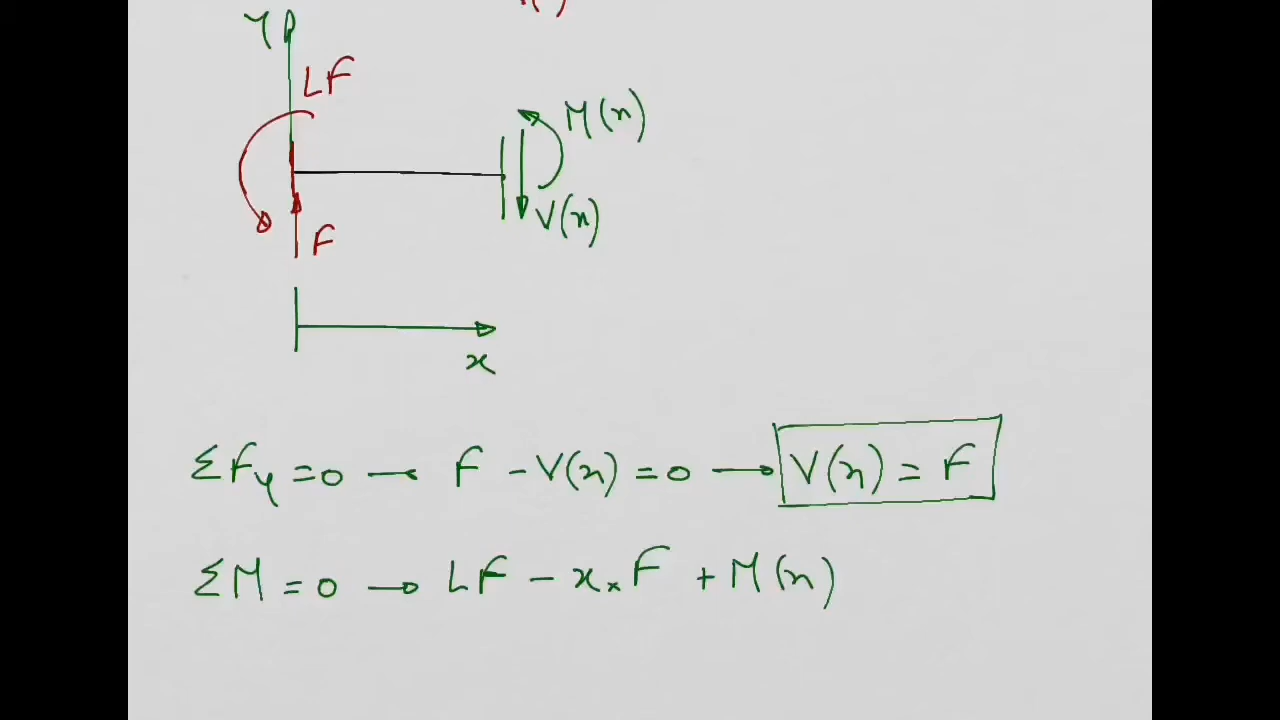 Y
LF
M(x)
V(x)
F
x
ΣFy = 0 → F - V(x) = 0 → V(x) = F
ΣM = 0 → LF - x × F + M(x)